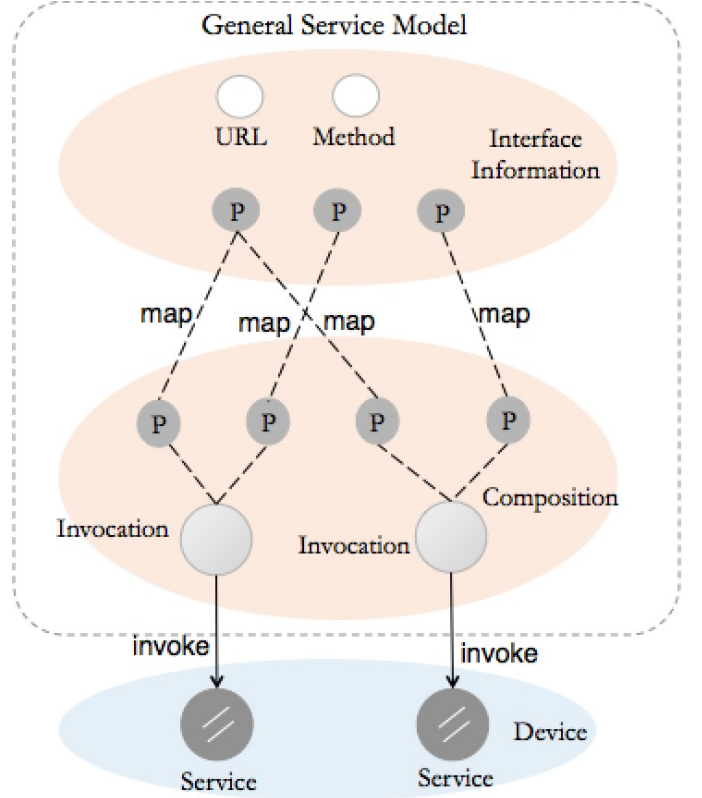 General Service Model
URL
Method
Interface
Information
P
P
P
map
map
map
map
P
P
P
P
Composition
Invocation
Invocation
invoke
invoke
Device
Service
Service